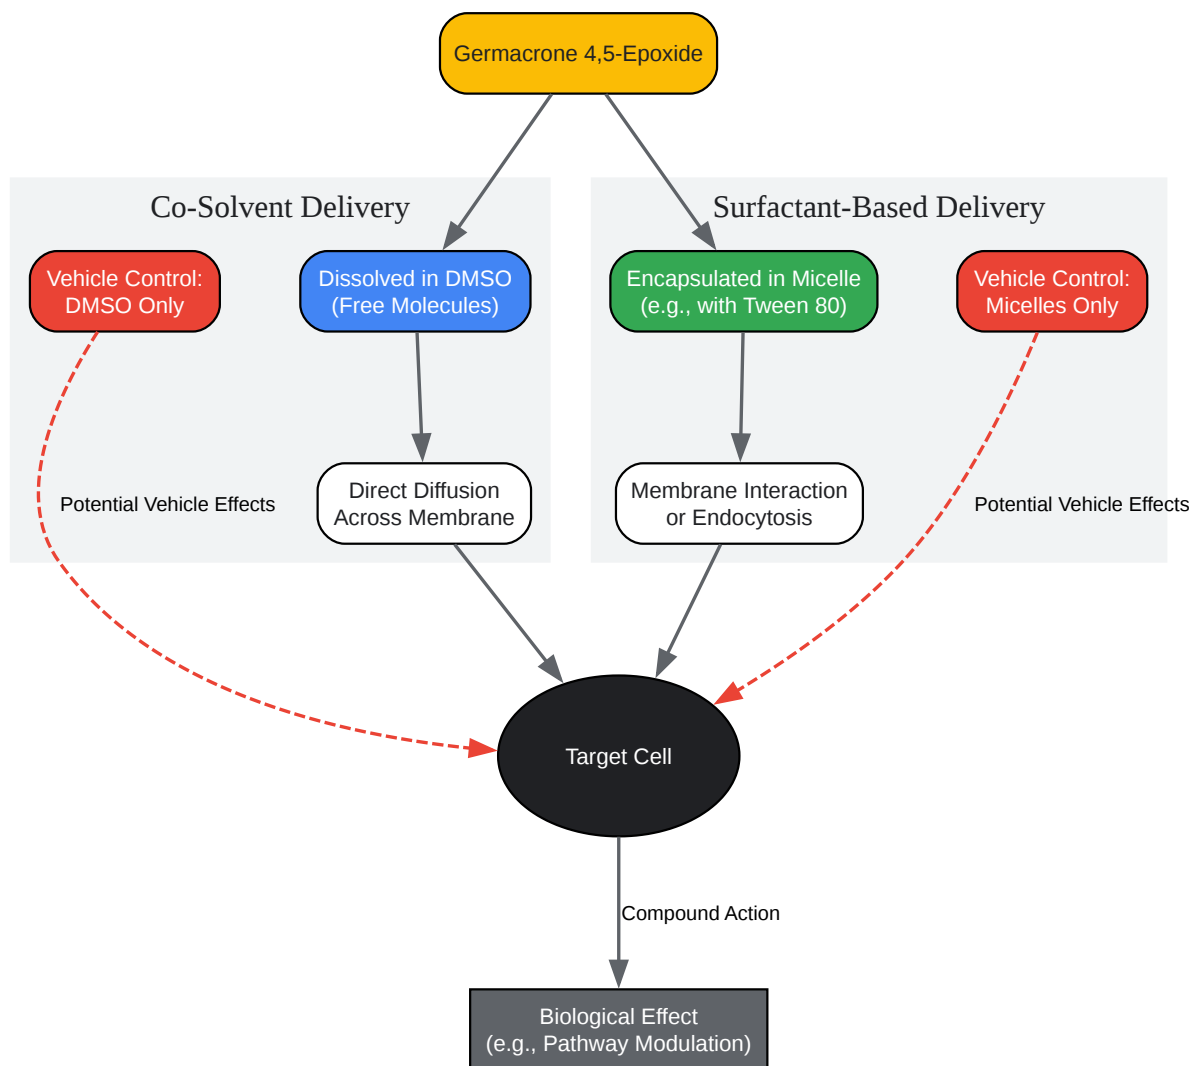 Germacrone 4,5-Epoxide
Co-Solvent Delivery
Surfactant-Based Delivery
Vehicle Control:
DMSO Only
Dissolved in DMSO
(Free Molecules)
Encapsulated in Micelle
(e.g., with Tween 80)
Vehicle Control:
Micelles Only
Potential Vehicle Effects
Direct Diffusion
Across Membrane
Membrane Interaction
or Endocytosis
Potential Vehicle Effects
Target Cell
Compound Action
Biological Effect
(e.g., Pathway Modulation)